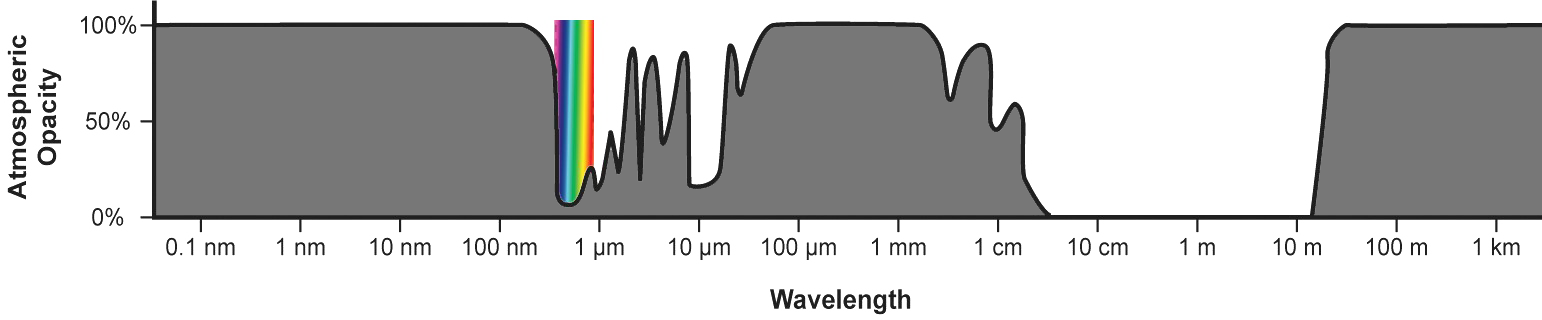 Atmospheric
Opacity
100%
50%
0%
0.1 nm 1 nm 10 nm 100 nm 1 µm 10 µm 100 µm 1 mm 1 cm 10 cm 1 m 10 m 100 m 1 km
Wavelength